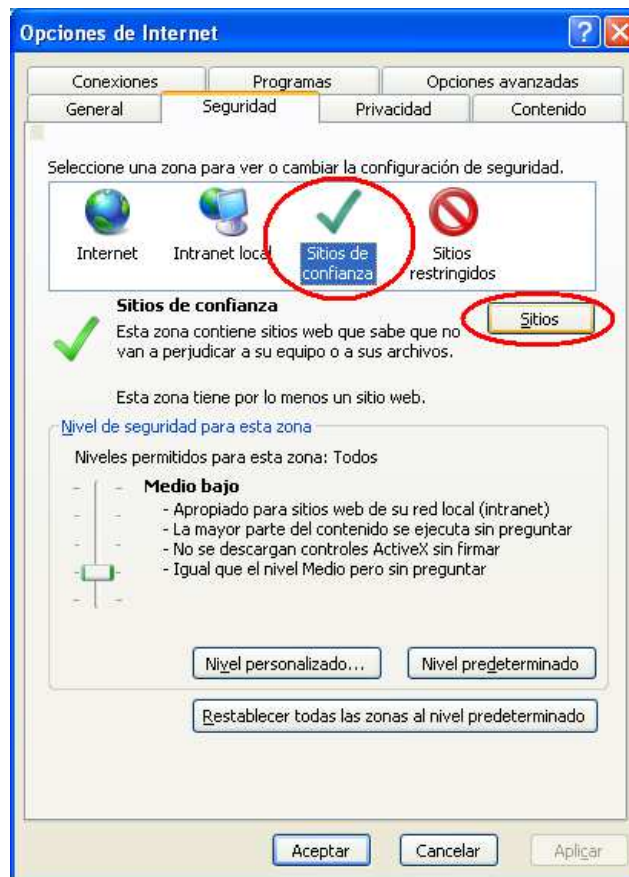 Opciones de Internet
Conexiones Programas Opciones avanzadas
General Seguridad Privacidad Contenido
Seleccione una zona para ver o cambiar la configuración de seguridad.
Internet Intranet local Sitios de confianza Sitios restringidos
Sitios de confianza
Sitios
Esta zona contiene sitios web que sabe que no
van a perjudicar a su equipo o a sus archivos.
Esta zona tiene por lo menos un sitio web.
Nivel de seguridad para esta zona
Niveles permitidos para esta zona: Todos
Medio bajo
- Apropiado para sitios web de su red local (intranet)
- La mayor parte del contenido se ejecuta sin preguntar
- No se descargan controles ActiveX sin firmar
- Igual que el nivel Medio pero sin preguntar
Nivel personalizado... Nivel predeterminado
Restablecer todas las zonas al nivel predeterminado
Aceptar Cancelar Aplicar